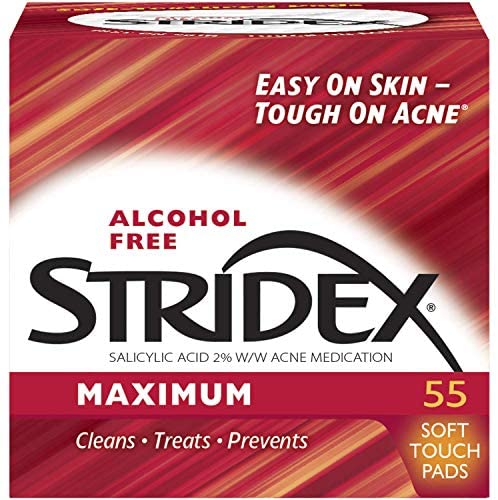 EASY ON SKIN –
TOUGH ON ACNE®
ALCOHOL
FREE
STRIDEX®
SALICYLIC ACID 2% W/W ACNE MEDICATION
MAXIMUM
55
Cleans • Treats • Prevents
SOFT
TOUCH
PADS